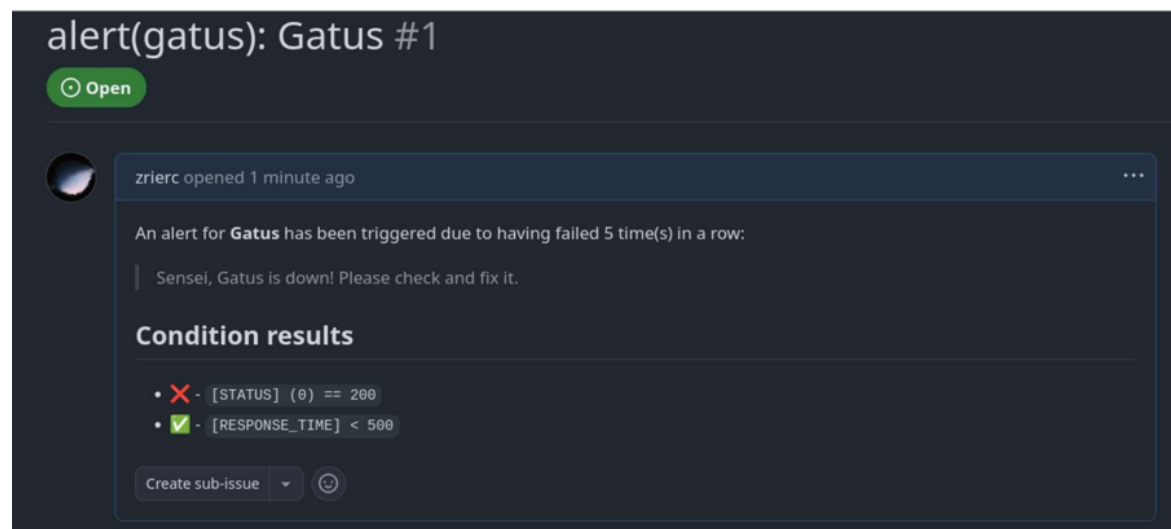 alert(gatus): Gatus #1
Open
zrierc opened 1 minute ago
An alert for Gatus has been triggered due to having failed 5 time(s) in a row:
Sensei, Gatus is down! Please check and fix it.
Condition results
• ❌ - [STATUS] (0) == 200
• ✅ - [RESPONSE_TIME] < 500
Create sub-issue